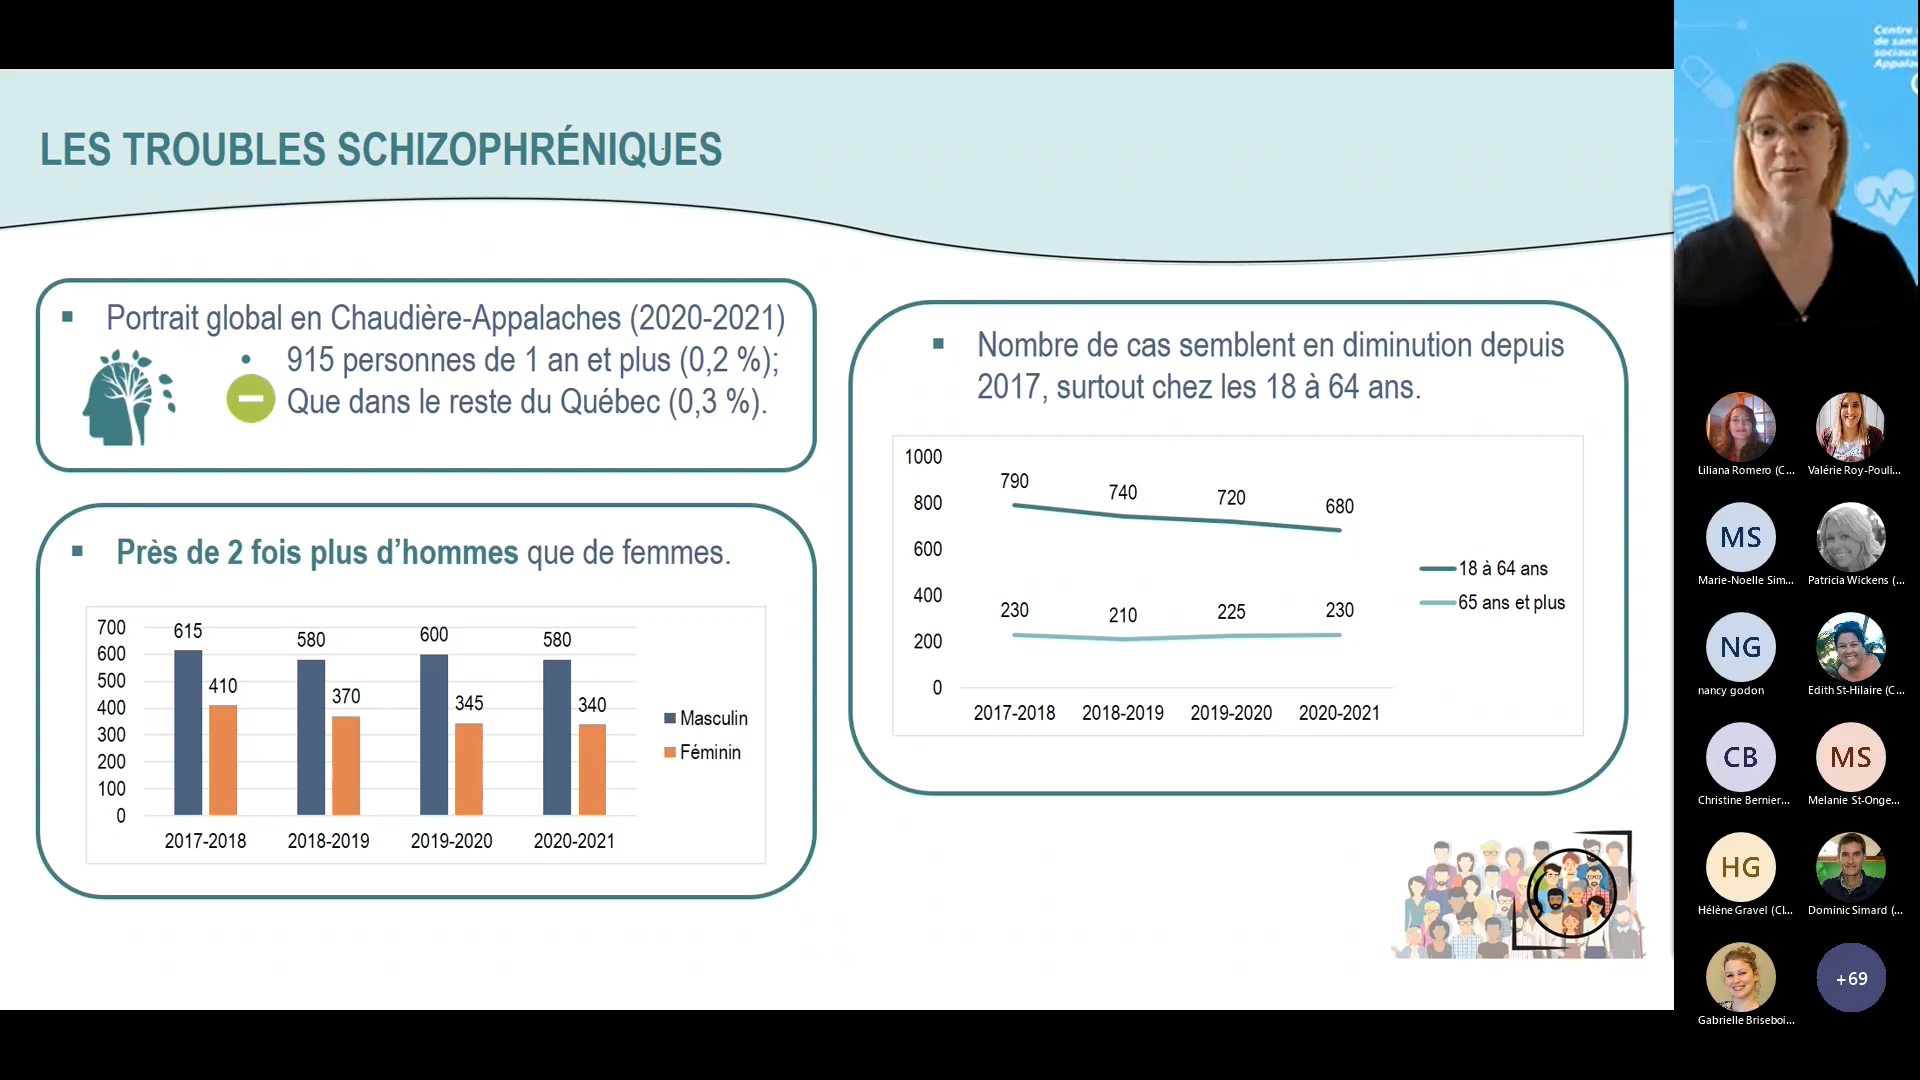 LES TROUBLES SCHIZOPHRÉNIQUES
▪ Portrait global en Chaudière-Appalaches (2020-2021)
• 915 personnes de 1 an et plus (0,2 %);
Que dans le reste du Québec (0,3 %).
▪ Près de 2 fois plus d’hommes que de femmes.
700
600
500
400
300
200
100
0
615
410
580
370
600
345
580
340
2017-2018
2018-2019
2019-2020
2020-2021
Masculin
Féminin
▪ Nombre de cas semblent en diminution depuis
2017, surtout chez les 18 à 64 ans.
1000
800
600
400
200
0
790
740
720
680
230
210
225
230
2017-2018
2018-2019
2019-2020
2020-2021
18 à 64 ans
65 ans et plus
Centre
de san
sociaux
Appala
Liliana Romero (C...
Valérie Roy-Pouli...
MS
Marie-Noelle Sim...
Patricia Wickens (...
NG
nancy godon
Edith St-Hilaire (C...
CB
Christine Bernier...
MS
Melanie St-Onge...
HG
Hélène Gravel (CI...
Dominic Simard (...
Gabrielle Briseboi...
+69